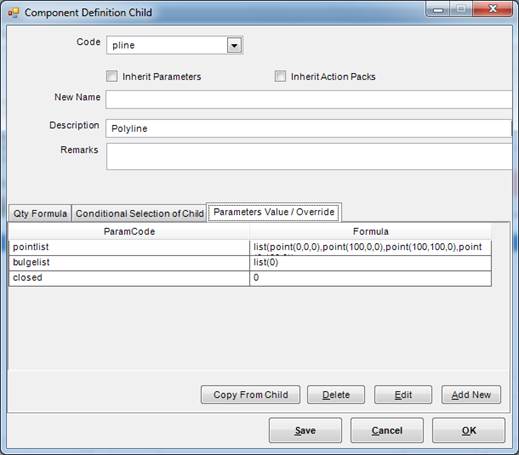 Component Definition Child
Code pline
Inherit Parameters Inherit Action Packs
New Name
Description Polyline
Remarks
Qty Formula Conditional Selection of Child Parameters Value / Override
ParamCode Formula
pointlist list(point(0,0,0),point(100,0,0),point(100,100,0),point
bulgelist list(0)
closed 0
Copy From Child Delete Edit Add New
Save Cancel OK